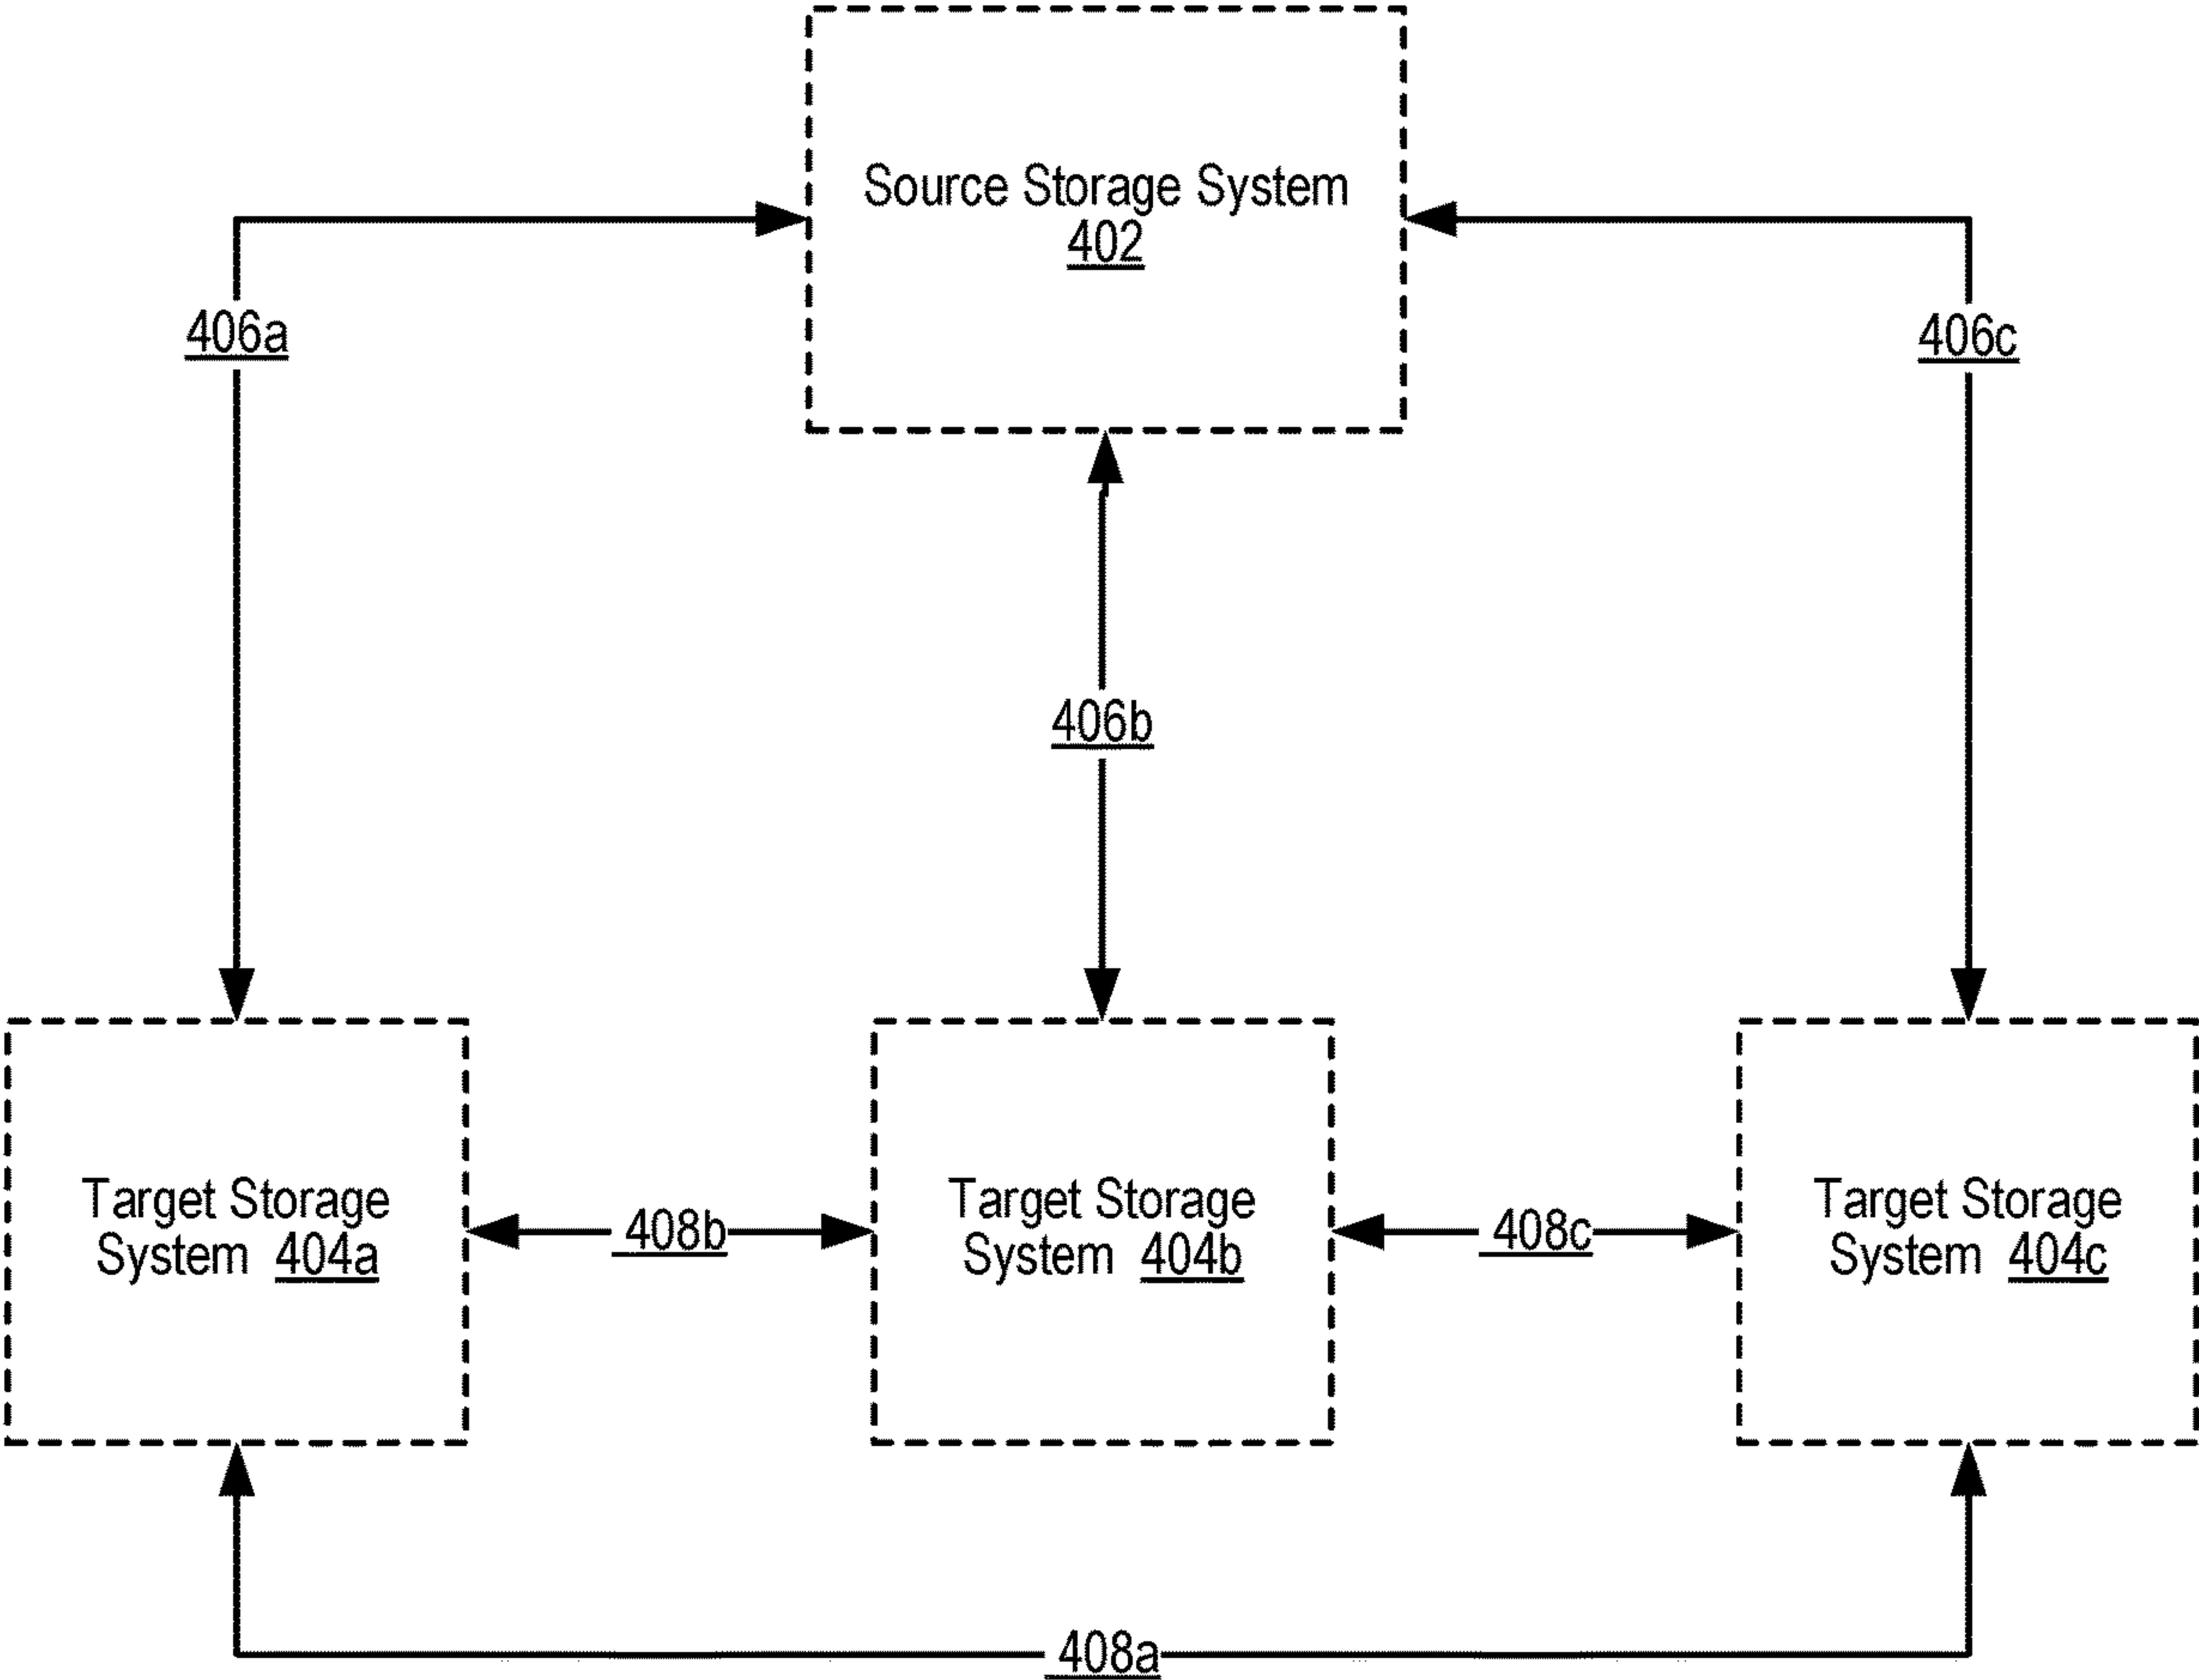 Source Storage System
402
406a
406c
406b
Target Storage
System 404a
408b
Target Storage
System 404b
408c
Target Storage
System 404c
408a